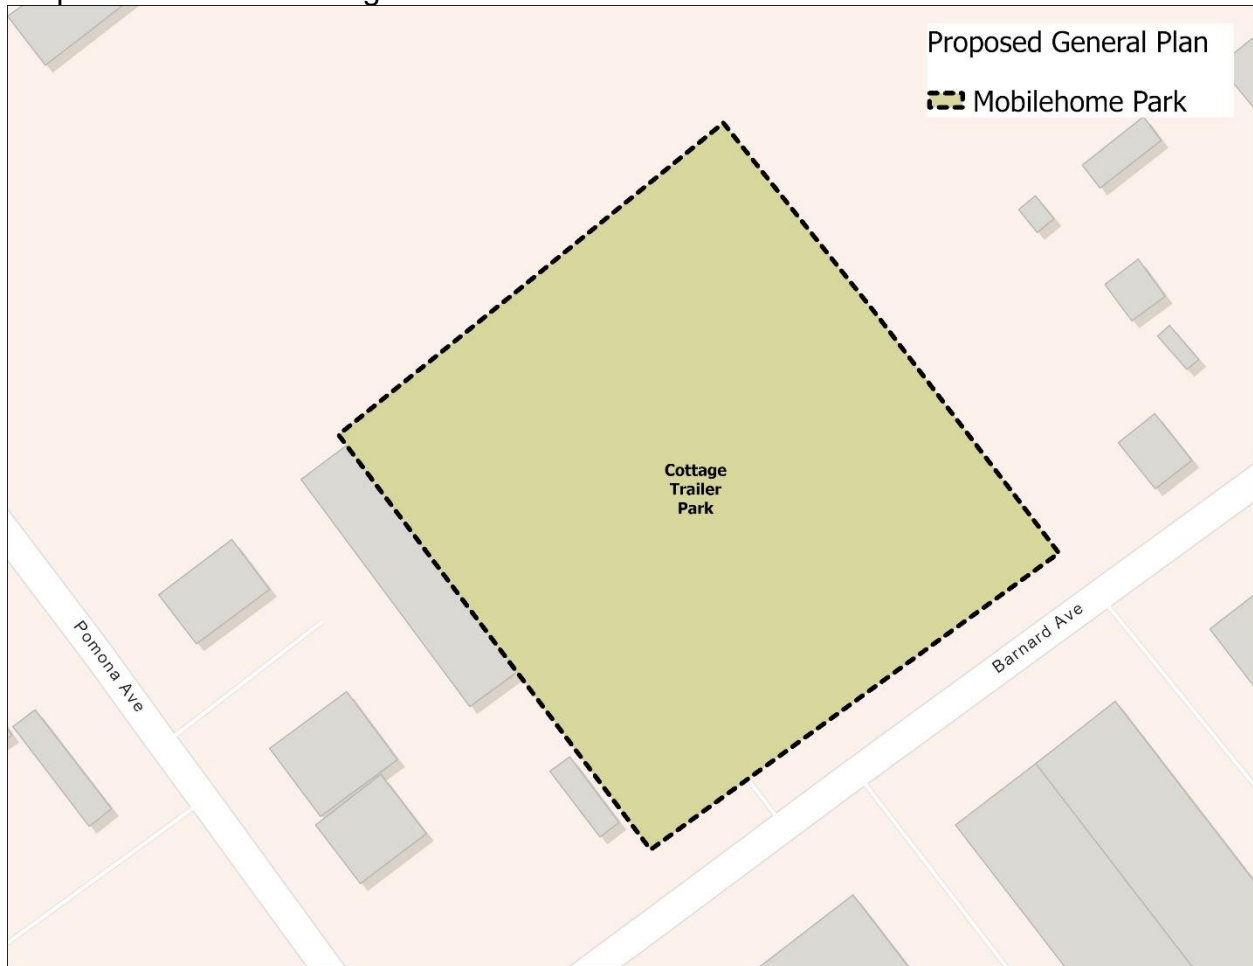 Proposed General Plan
Mobilehome Park
Cottage
Trailer
Park
Barnard Ave
Pomona Ave